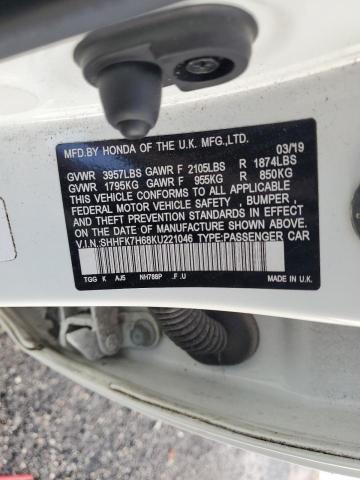 MFD.BY HONDA OF THE U.K. MFG.,LTD. 03/19
GVWR 3957LBS GAWR F 2105LBS R 1874LBS
GVWR 1795KG GAWR F 955KG R 850KG
THIS VEHICLE CONFORMS TO ALL APPLICABLE
FEDERAL MOTOR VEHICLE SAFETY , BUMPER ,
AND THEFT PREVENTION STANDARDS IN EFFECT
ON THE DATE OF MANUFACTURE SHOWN ABOVE.
V.I.N.:SHHFK7H68KU221046 TYPE:PASSENGER CAR
TGG K AJ5 NH788P .F .U MADE IN U.K.